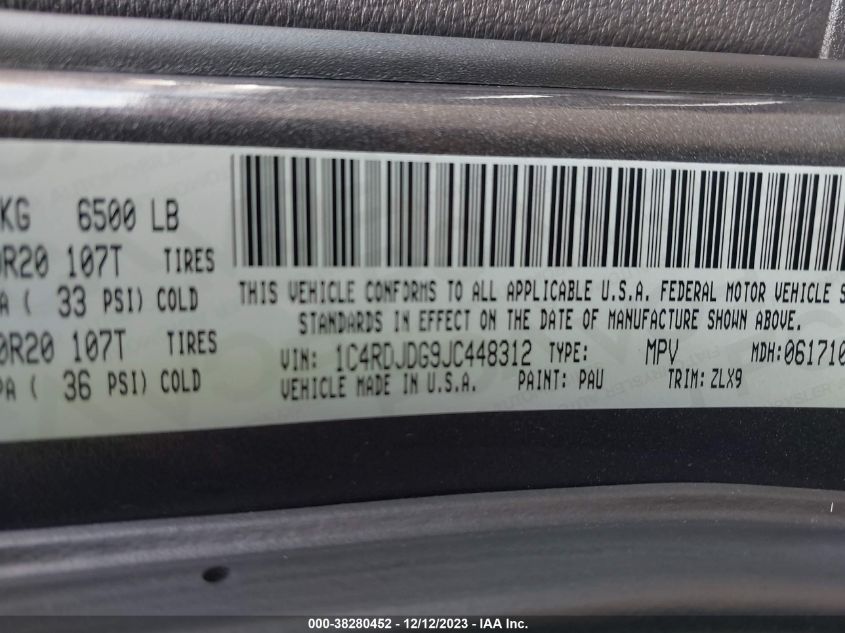 KG 6500 LB
0R20 107T TIRES
PA ( 33 PSI) COLD
0R20 107T TIRES
PA ( 36 PSI) COLD
THIS VEHICLE CONFORMS TO ALL APPLICABLE U.S.A. FEDERAL MOTOR VEHICLE S
STANDARDS IN EFFECT ON THE DATE OF MANUFACTURE SHOWN ABOVE.
VIN: 1C4RDJDG9JC448312 TYPE: MPV MDH:061710
VEHICLE MADE IN U.S.A. PAINT: PAU TRIM: ZLX9
000-38280452 - 12/12/2023 - IAA Inc.